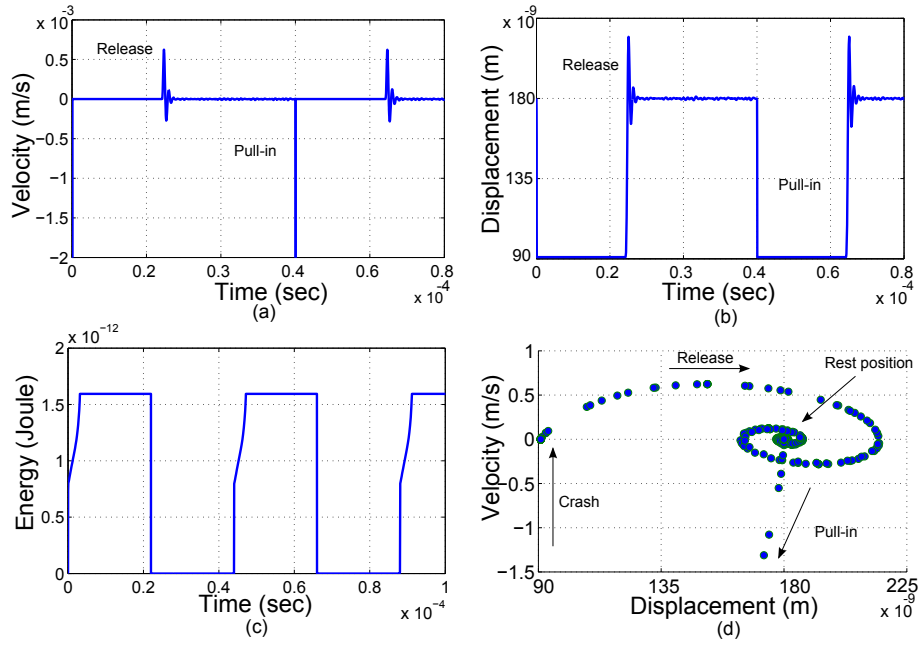 x 10⁻³
0.5
0
−0.5
−1
−1.5
−2
Velocity (m/s)
Release
Pull-in
0 0.2 0.4 0.6 0.8
Time (sec)
x 10⁻⁴
(a)
x 10⁻⁹
180
135
90
Displacement (m)
Release
Pull-in
0 0.2 0.4 0.6 0.8
Time (sec)
x 10⁻⁴
(b)
x 10⁻¹²
2
1.5
1
0.5
0
Energy (Joule)
0 0.2 0.4 0.6 0.8 1
Time (sec)
x 10⁻⁴
(c)
1
0.5
0
−0.5
−1
−1.5
Velocity (m/s)
Release
Rest position
Crash
Pull-in
90 135 180 225
Displacement (m)
x 10⁻⁹
(d)